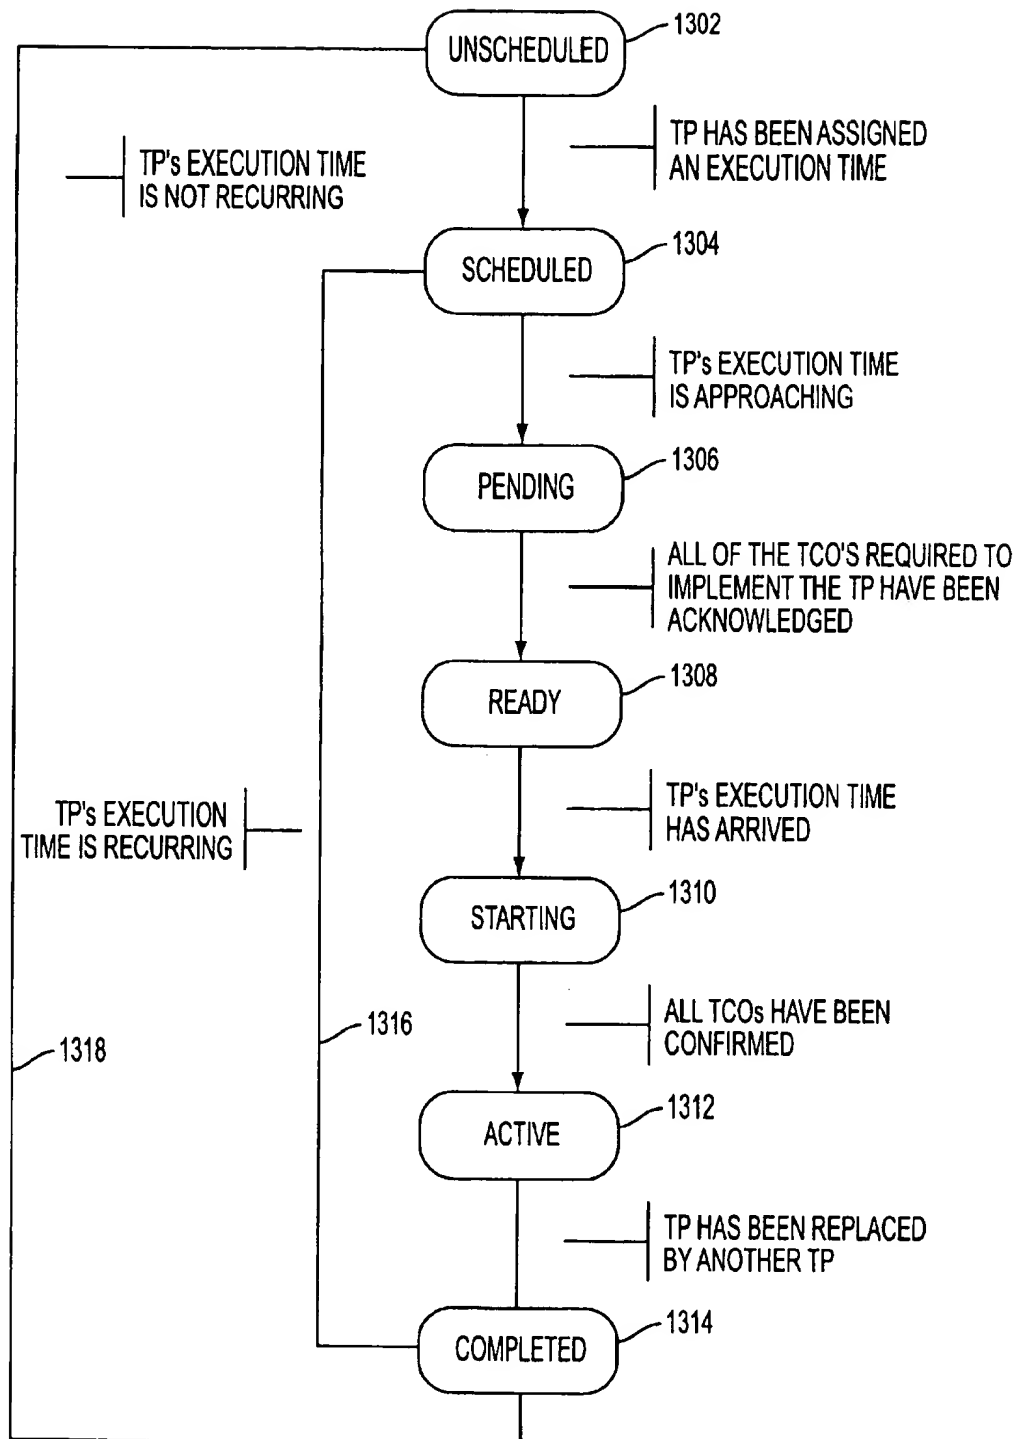 1302
UNSCHEDULED
TP HAS BEEN ASSIGNED
AN EXECUTION TIME
TP's EXECUTION TIME
IS NOT RECURRING
1304
SCHEDULED
TP's EXECUTION TIME
IS APPROACHING
1306
PENDING
ALL OF THE TCO'S REQUIRED TO
IMPLEMENT THE TP HAVE BEEN
ACKNOWLEDGED
1308
READY
TP's EXECUTION TIME
HAS ARRIVED
TP's EXECUTION
TIME IS RECURRING
1310
STARTING
ALL TCOs HAVE BEEN
CONFIRMED
1316
1318
1312
ACTIVE
TP HAS BEEN REPLACED
BY ANOTHER TP
1314
COMPLETED